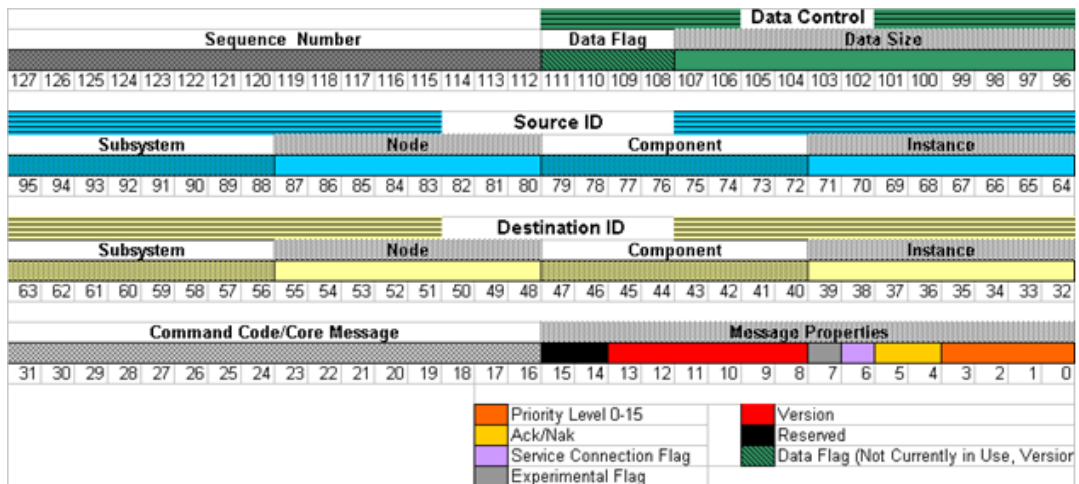 Data Control
Sequence Number Data Flag Data Size
127 126 125 124 123 122 121 120 119 118 117 116 115 114 113 112 111 110 109 108 107 106 105 104 103 102 101 100 99 98 97 96
Source ID
Subsystem Node Component Instance
95 94 93 92 91 90 89 88 87 86 85 84 83 82 81 80 79 78 77 76 75 74 73 72 71 70 69 68 67 66 65 64
Destination ID
Subsystem Node Component Instance
63 62 61 60 59 58 57 56 55 54 53 52 51 50 49 48 47 46 45 44 43 42 41 40 39 38 37 36 35 34 33 32
Command Code/Core Message Message Properties
31 30 29 28 27 26 25 24 23 22 21 20 19 18 17 16 15 14 13 12 11 10 9 8 7 6 5 4 3 2 1 0
Priority Level 0-15 Version
Ack/Nak Reserved
Service Connection Flag Data Flag (Not Currently in Use, Version
Experimental Flag